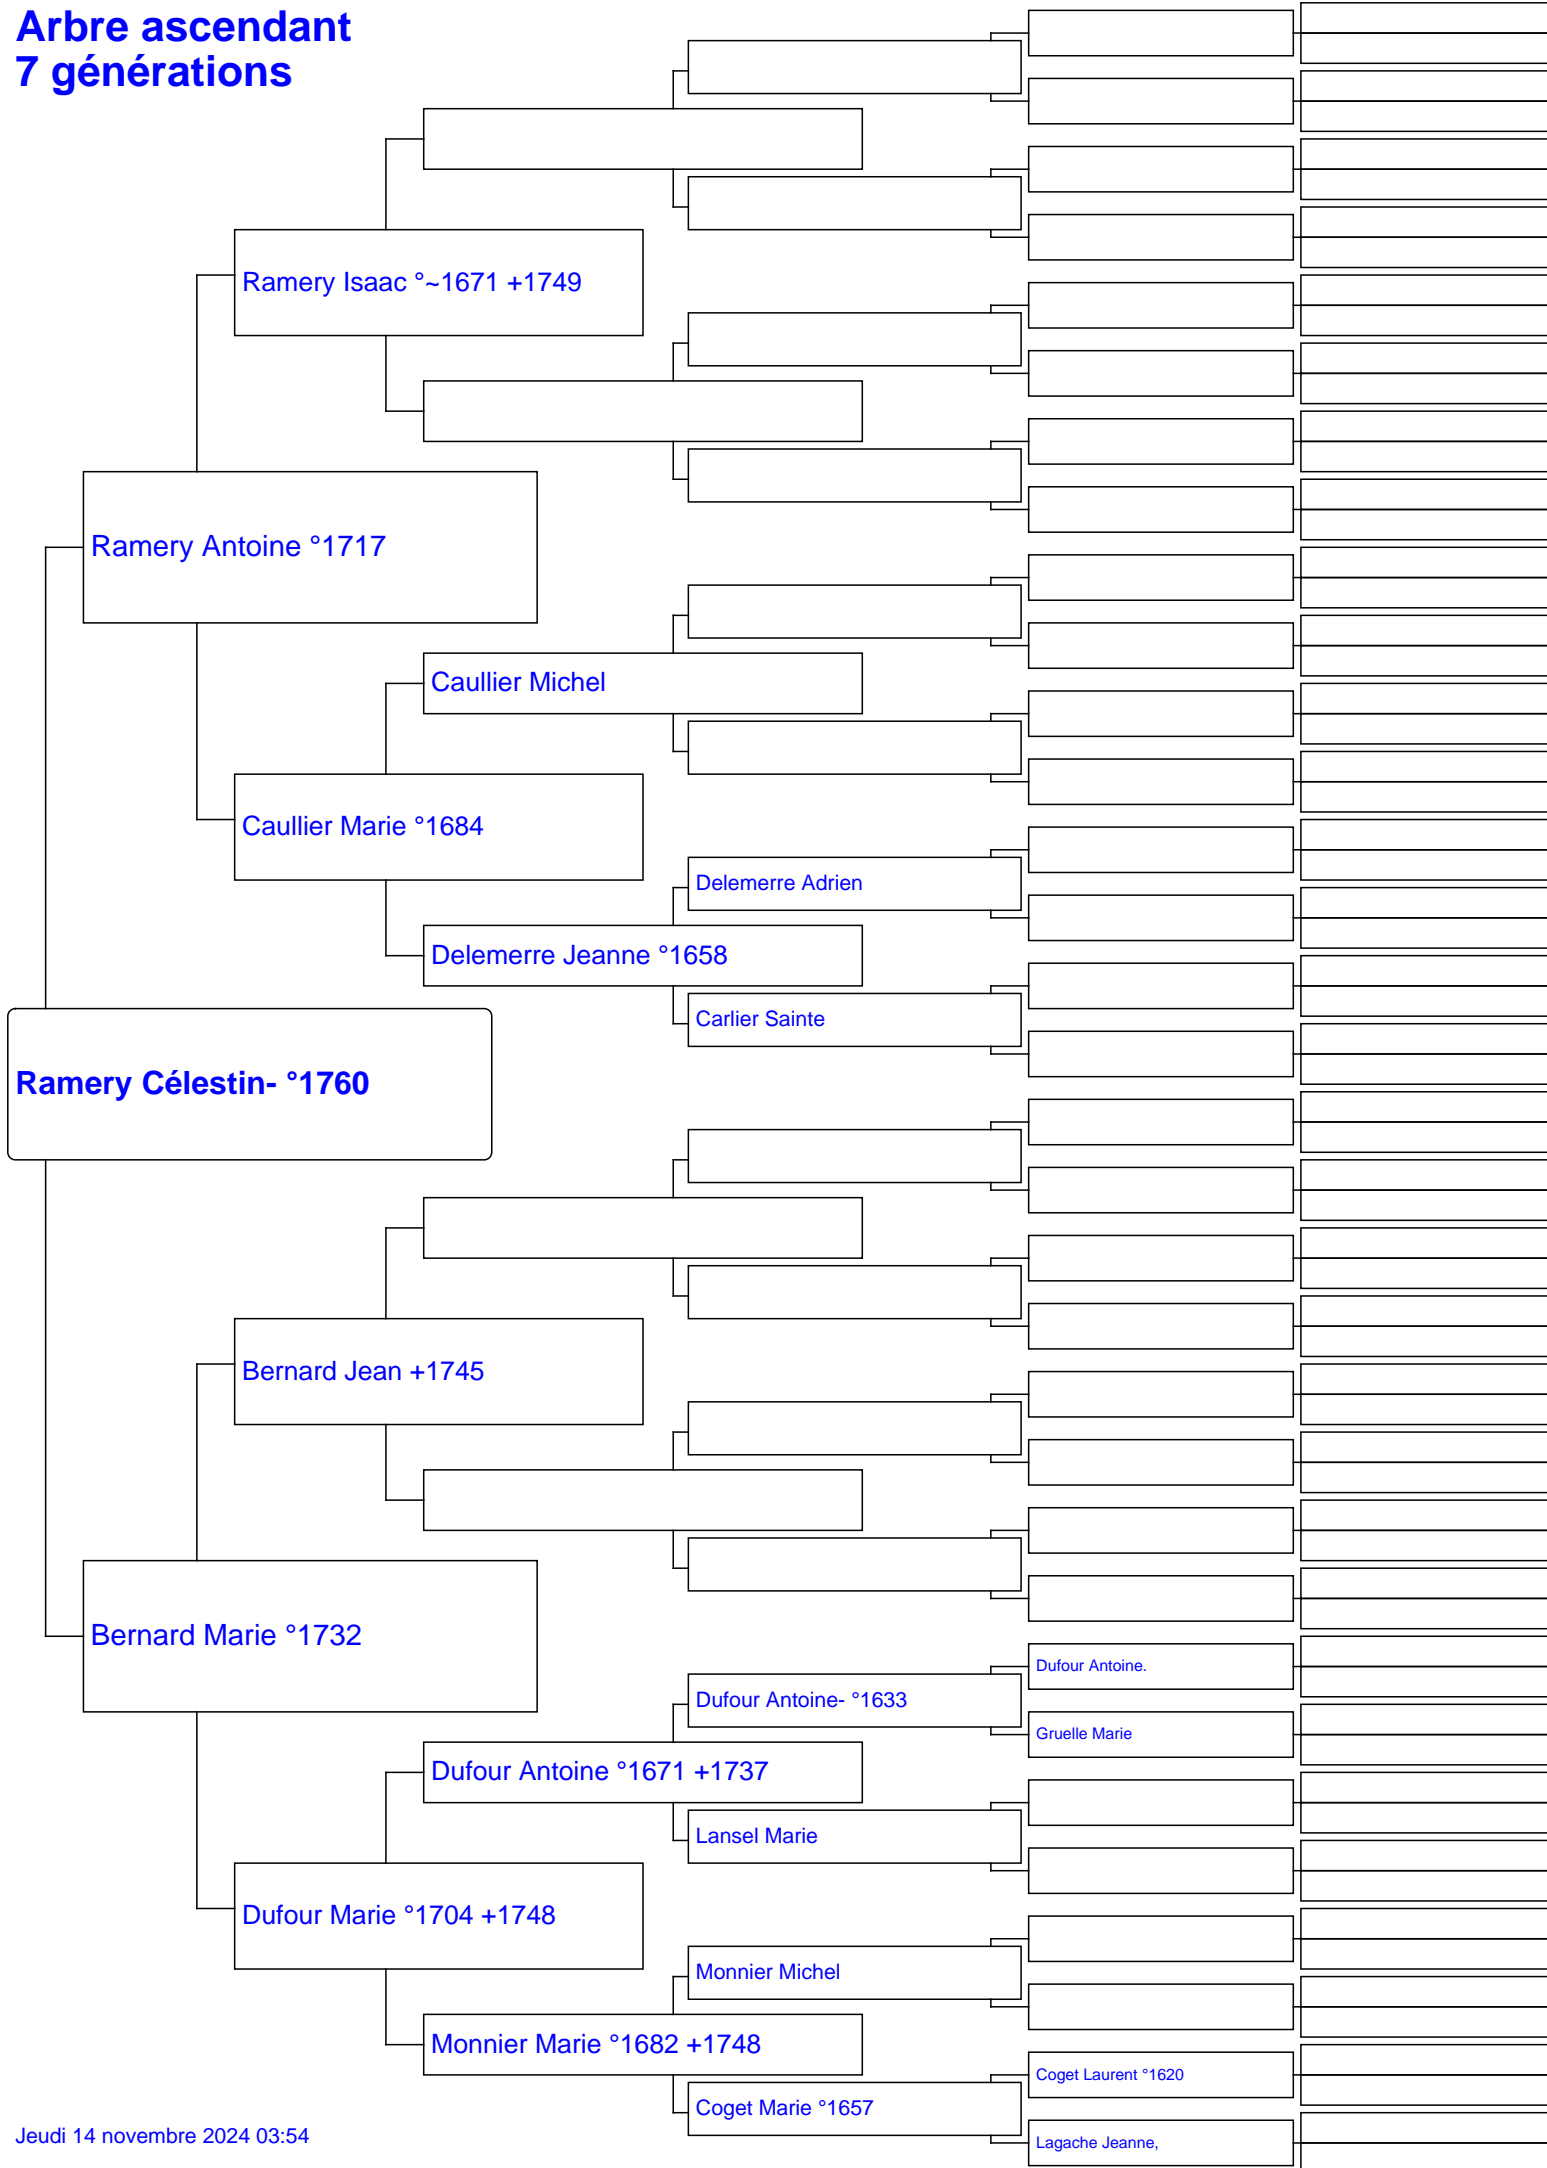 Arbre ascendant
7 générations
Ramery Isaac °~1671 +1749
Ramery Antoine °1717
Caullier Michel
Caullier Marie °1684
Delemerre Adrien
Delemerre Jeanne °1658
Carlier Sainte
Ramery Célestin- °1760
Bernard Jean +1745
Bernard Marie °1732
Dufour Antoine.
Dufour Antoine- °1633
Gruelle Marie
Dufour Antoine °1671 +1737
Lansel Marie
Dufour Marie °1704 +1748
Monnier Michel
Monnier Marie °1682 +1748
Coget Laurent °1620
Coget Marie °1657
Lagache Jeanne,
Jeudi 14 novembre 2024 03:54